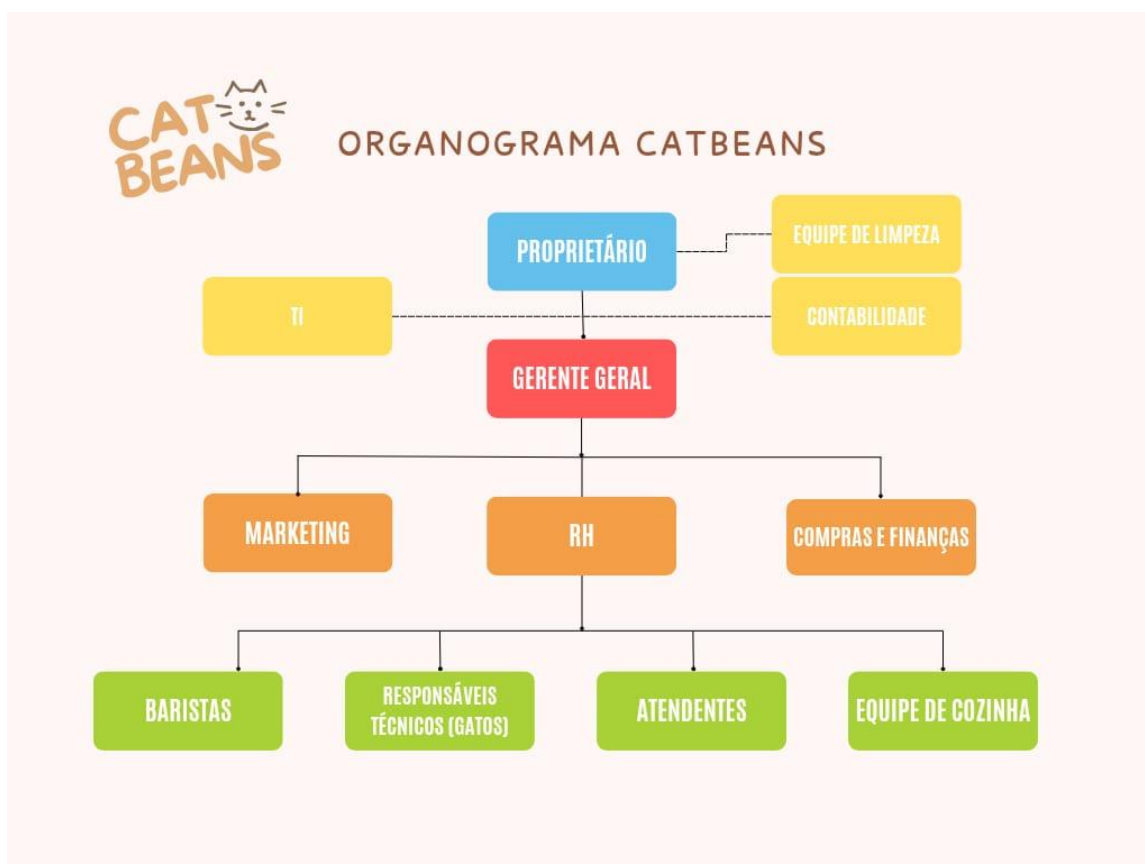 CAT
BEANS
ORGANOGRAMA CATBEANS
PROPRIETÁRIO
EQUIPE DE LIMPEZA
TI
CONTABILIDADE
GERENTE GERAL
MARKETING
RH
COMPRAS E FINANÇAS
BARISTAS
RESPONSÁVEIS
TÉCNICOS (GATOS)
ATENDENTES
EQUIPE DE COZINHA